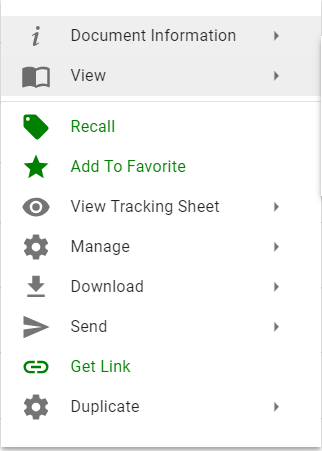 Document Information
View
Recall
Add To Favorite
View Tracking Sheet
Manage
Download
Send
Get Link
Duplicate